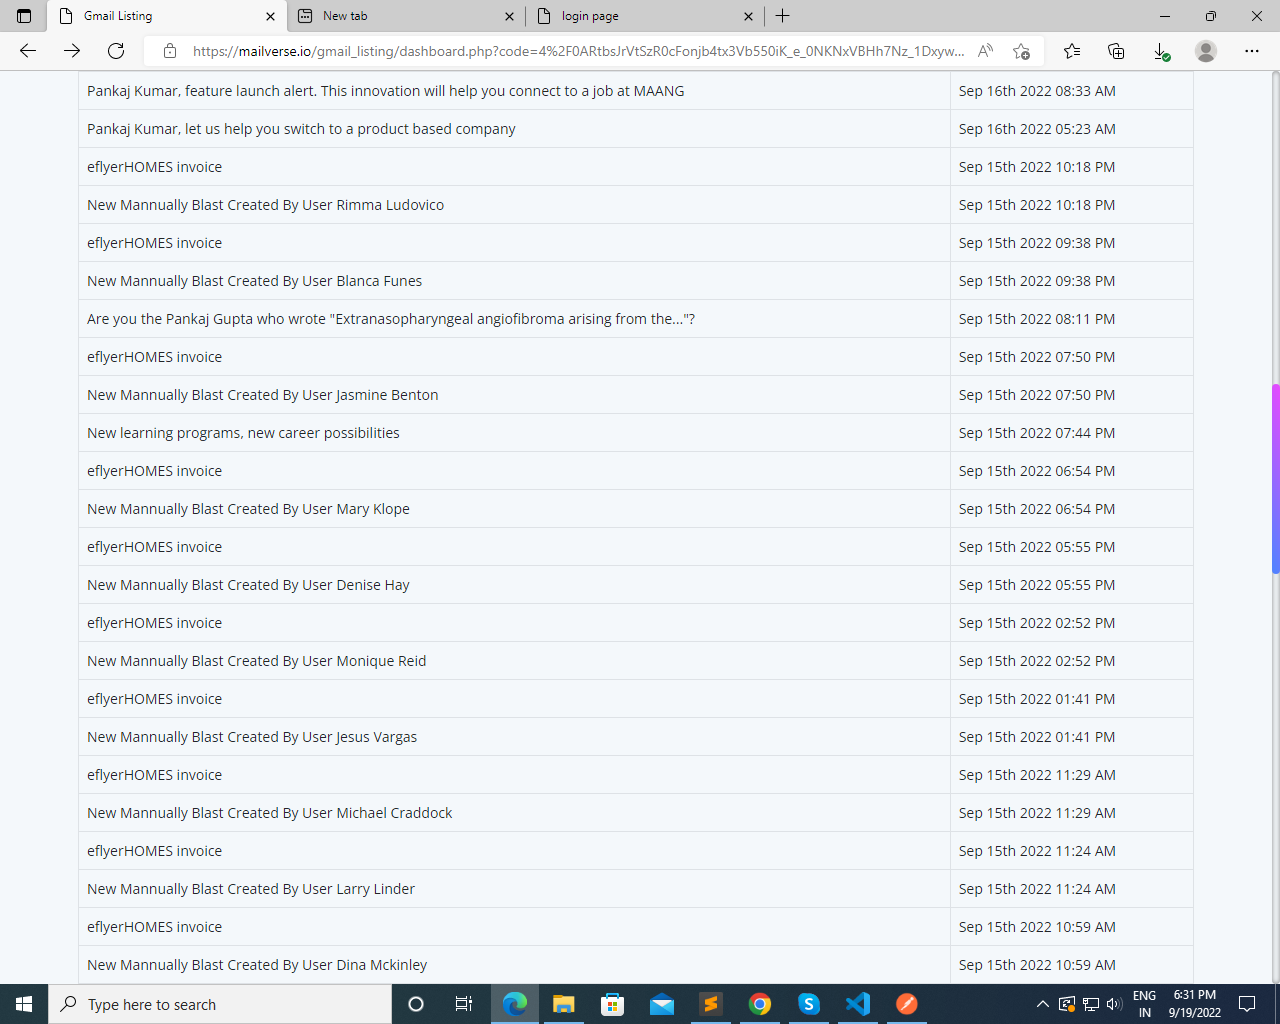 Gmail Listing
New tab
login page
https://mailverse.io/gmail_listing/dashboard.php?code=4%2F0ARtbsJrVtSzR0cFonjb4tx3Vb550iK_e_0NKNxVBHh7Nz_1Dxyw...
Pankaj Kumar, feature launch alert. This innovation will help you connect to a job at MAANG Sep 16th 2022 08:33 AM
Pankaj Kumar, let us help you switch to a product based company Sep 16th 2022 05:23 AM
eflyerHOMES invoice Sep 15th 2022 10:18 PM
New Mannually Blast Created By User Rimma Ludovico Sep 15th 2022 10:18 PM
eflyerHOMES invoice Sep 15th 2022 09:38 PM
New Mannually Blast Created By User Blanca Funes Sep 15th 2022 09:38 PM
Are you the Pankaj Gupta who wrote "Extranasopharyngeal angiofibroma arising from the..."? Sep 15th 2022 08:11 PM
eflyerHOMES invoice Sep 15th 2022 07:50 PM
New Mannually Blast Created By User Jasmine Benton Sep 15th 2022 07:50 PM
New learning programs, new career possibilities Sep 15th 2022 07:44 PM
eflyerHOMES invoice Sep 15th 2022 06:54 PM
New Mannually Blast Created By User Mary Klope Sep 15th 2022 06:54 PM
eflyerHOMES invoice Sep 15th 2022 05:55 PM
New Mannually Blast Created By User Denise Hay Sep 15th 2022 05:55 PM
eflyerHOMES invoice Sep 15th 2022 02:52 PM
New Mannually Blast Created By User Monique Reid Sep 15th 2022 02:52 PM
eflyerHOMES invoice Sep 15th 2022 01:41 PM
New Mannually Blast Created By User Jesus Vargas Sep 15th 2022 01:41 PM
eflyerHOMES invoice Sep 15th 2022 11:29 AM
New Mannually Blast Created By User Michael Craddock Sep 15th 2022 11:29 AM
eflyerHOMES invoice Sep 15th 2022 11:24 AM
New Mannually Blast Created By User Larry Linder Sep 15th 2022 11:24 AM
eflyerHOMES invoice Sep 15th 2022 10:59 AM
New Mannually Blast Created By User Dina Mckinley Sep 15th 2022 10:59 AM
Type here to search
ENG
IN
6:31 PM
9/19/2022